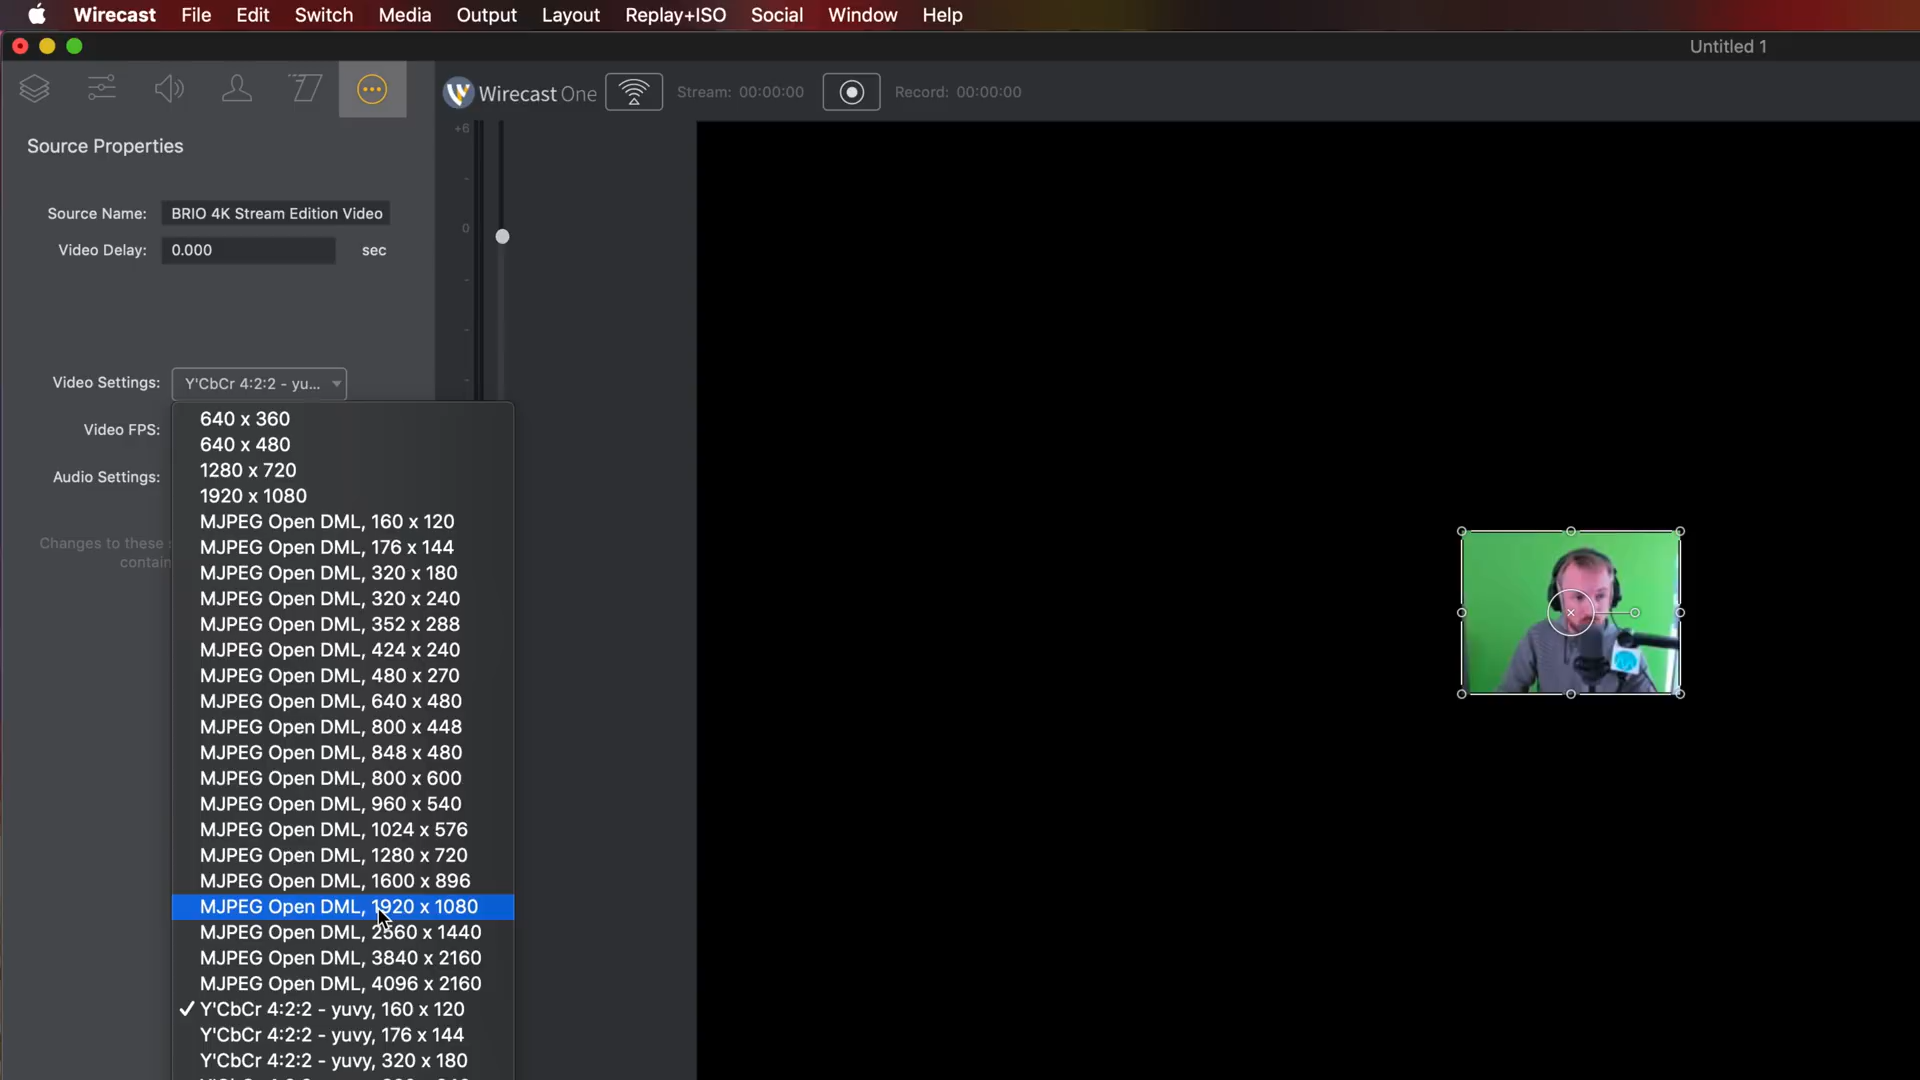 Wirecast File Edit Switch Media Output Layout Replay+ISO Social Window Help
Untitled 1
Wirecast One Stream: 00:00:00 Record: 00:00:00
Source Properties
Source Name: BRIO 4K Stream Edition Video
Video Delay: 0.000 sec
+6
0
Video Settings: Y'CbCr 4:2:2 - yu...
Video FPS:
Audio Settings:
Changes to these
contain
640 x 360
640 x 480
1280 x 720
1920 x 1080
MJPEG Open DML, 160 x 120
MJPEG Open DML, 176 x 144
MJPEG Open DML, 320 x 180
MJPEG Open DML, 320 x 240
MJPEG Open DML, 352 x 288
MJPEG Open DML, 424 x 240
MJPEG Open DML, 480 x 270
MJPEG Open DML, 640 x 480
MJPEG Open DML, 800 x 448
MJPEG Open DML, 848 x 480
MJPEG Open DML, 800 x 600
MJPEG Open DML, 960 x 540
MJPEG Open DML, 1024 x 576
MJPEG Open DML, 1280 x 720
MJPEG Open DML, 1600 x 896
MJPEG Open DML, 1920 x 1080
MJPEG Open DML, 2560 x 1440
MJPEG Open DML, 3840 x 2160
MJPEG Open DML, 4096 x 2160
✓ Y'CbCr 4:2:2 - yuvy, 160 x 120
Y'CbCr 4:2:2 - yuvy, 176 x 144
Y'CbCr 4:2:2 - yuvy, 320 x 180